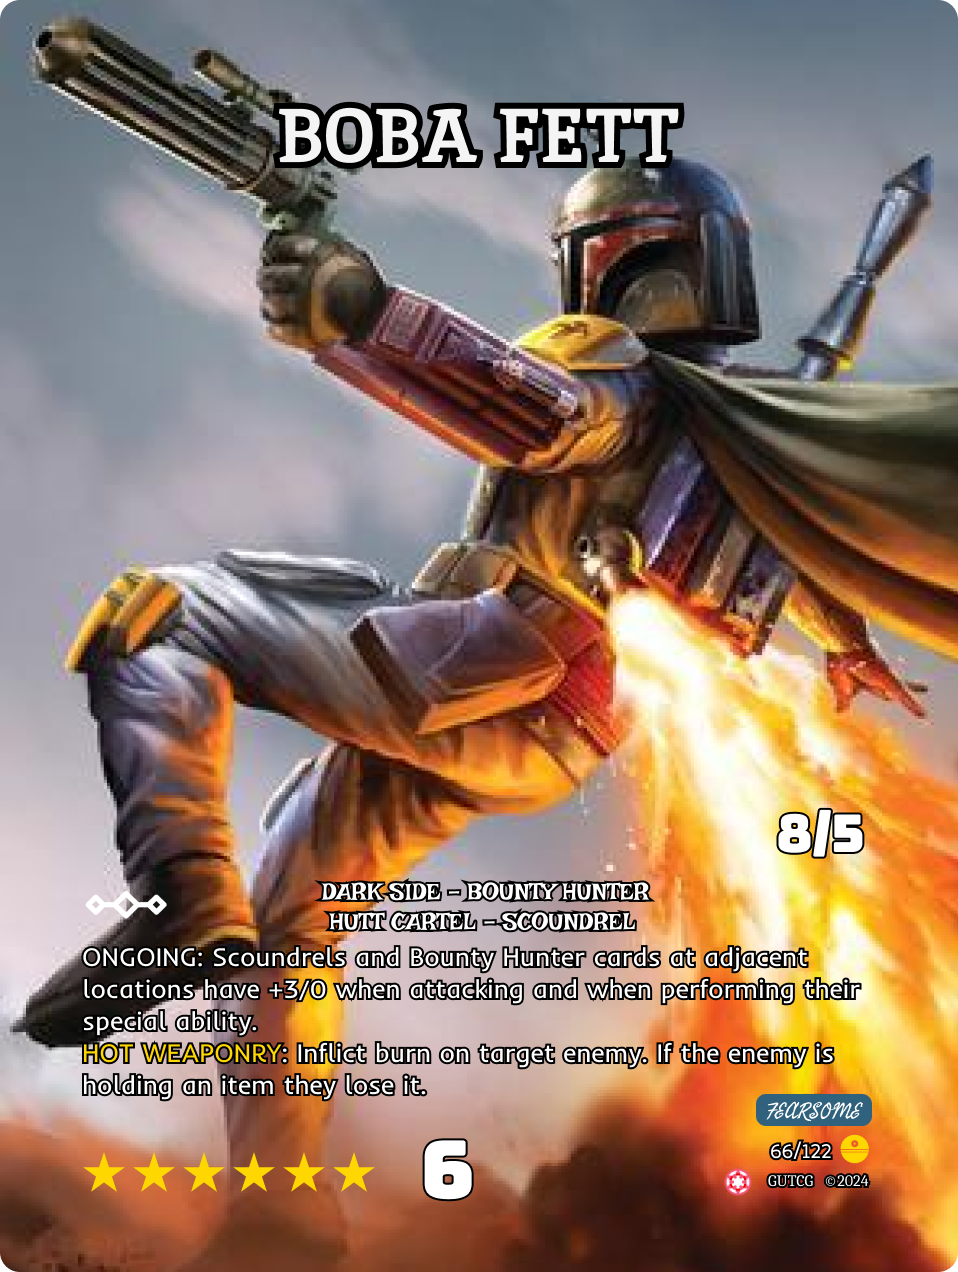 BOBA FETT
8/5
DARK SIDE - BOUNTY HUNTER
HUTT CARTEL - SCOUNDREL
ONGOING: Scoundrels and Bounty Hunter cards at adjacent
locations have +3/0 when attacking and when performing their
special ability.
HOT WEAPONRY: Inflict burn on target enemy. If the enemy is
holding an item they lose it.
FEARSOME
6
66/122
GUTCG ©2024